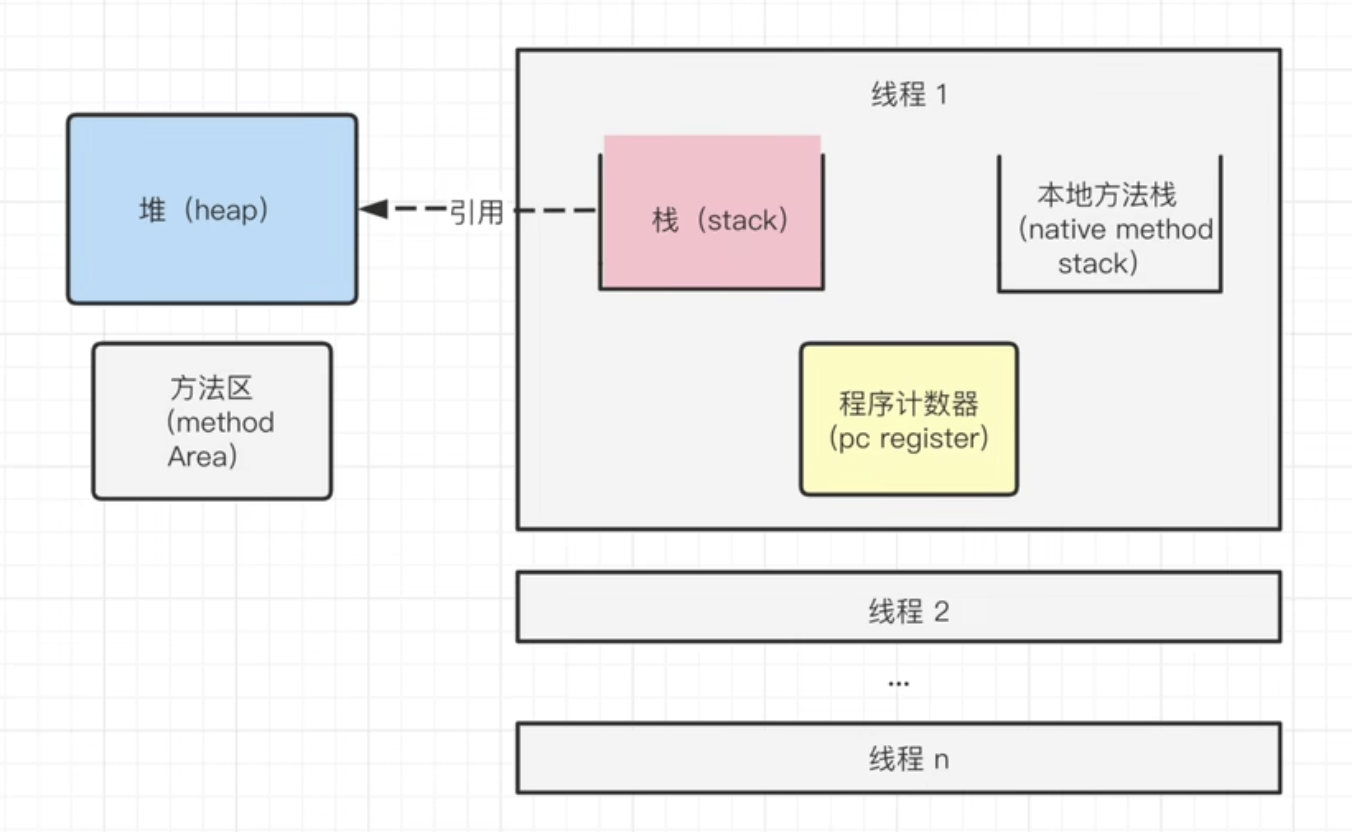 线程 1
堆（heap）
引用
栈（stack）
本地方法栈
（native method
stack）
方法区
（method
Area）
程序计数器
（pc register）
线程 2
...
线程 n